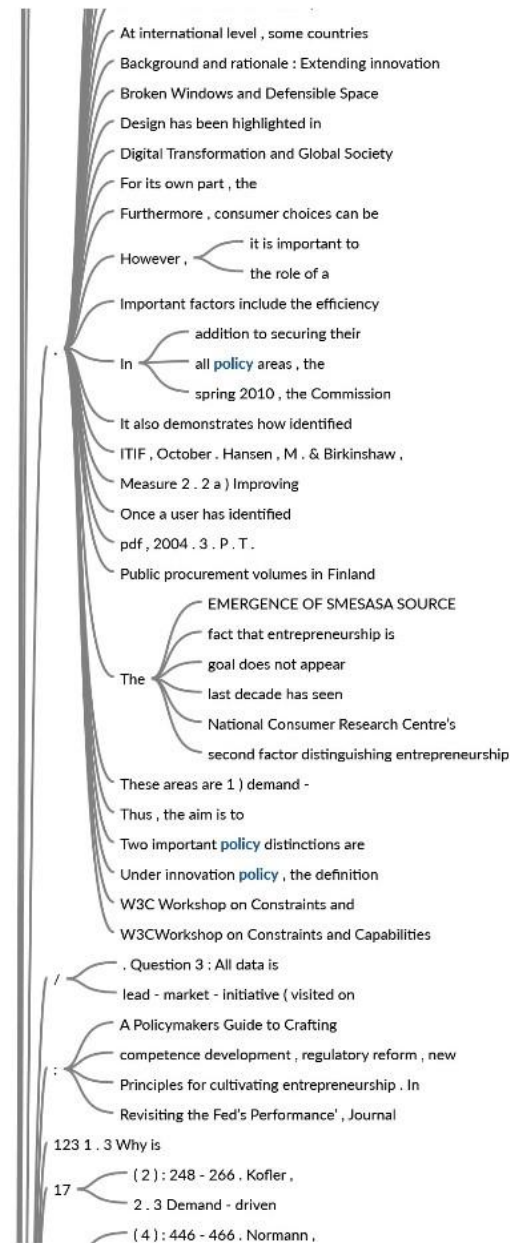 At international level , some countries
Background and rationale : Extending innovation
Broken Windows and Defensible Space
Design has been highlighted in
Digital Transformation and Global Society
For its own part , the
Furthermore , consumer choices can be
However ,
it is important to
the role of a
Important factors include the efficiency
In
addition to securing their
all policy areas , the
spring 2010 , the Commission
It also demonstrates how identified
ITIF , October . Hansen , M . & Birkinshaw ,
Measure 2 . 2 a ) Improving
Once a user has identified
pdf , 2004 . 3 . P . T .
Public procurement volumes in Finland
The
EMERGENCE OF SMESASA SOURCE
fact that entrepreneurship is
goal does not appear
last decade has seen
National Consumer Research Centre's
second factor distinguishing entrepreneurship
These areas are 1 ) demand -
Thus , the aim is to
Two important policy distinctions are
Under innovation policy , the definition
W3C Workshop on Constraints and
W3CWorkshop on Constraints and Capabilities
.
/
. Question 3 : All data is
lead - market - initiative ( visited on
:
A Policymakers Guide to Crafting
competence development , regulatory reform , new
Principles for cultivating entrepreneurship . In
Revisiting the Fed's Performance' , Journal
123 1 . 3 Why is
17
( 2 ) : 248 - 266 . Kofler ,
2 . 3 Demand - driven
( 4 ) : 446 - 466 . Normann ,